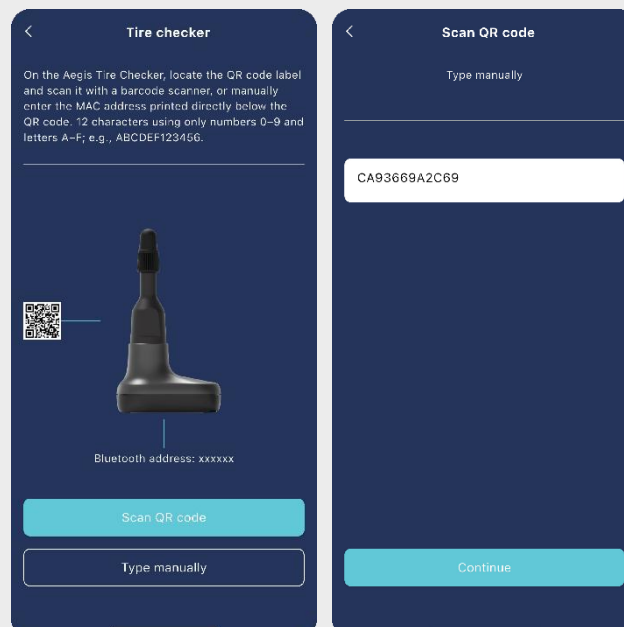 Tire checker
On the Aegis Tire Checker, locate the QR code label
and scan it with a barcode scanner, or manually
enter the MAC address printed directly below the
QR code. 12 characters using only numbers 0–9 and
letters A–F; e.g., ABCDEF123456.
Bluetooth address: xxxxxx
Scan QR code
Type manually
Scan QR code
Type manually
CA93669A2C69
Continue